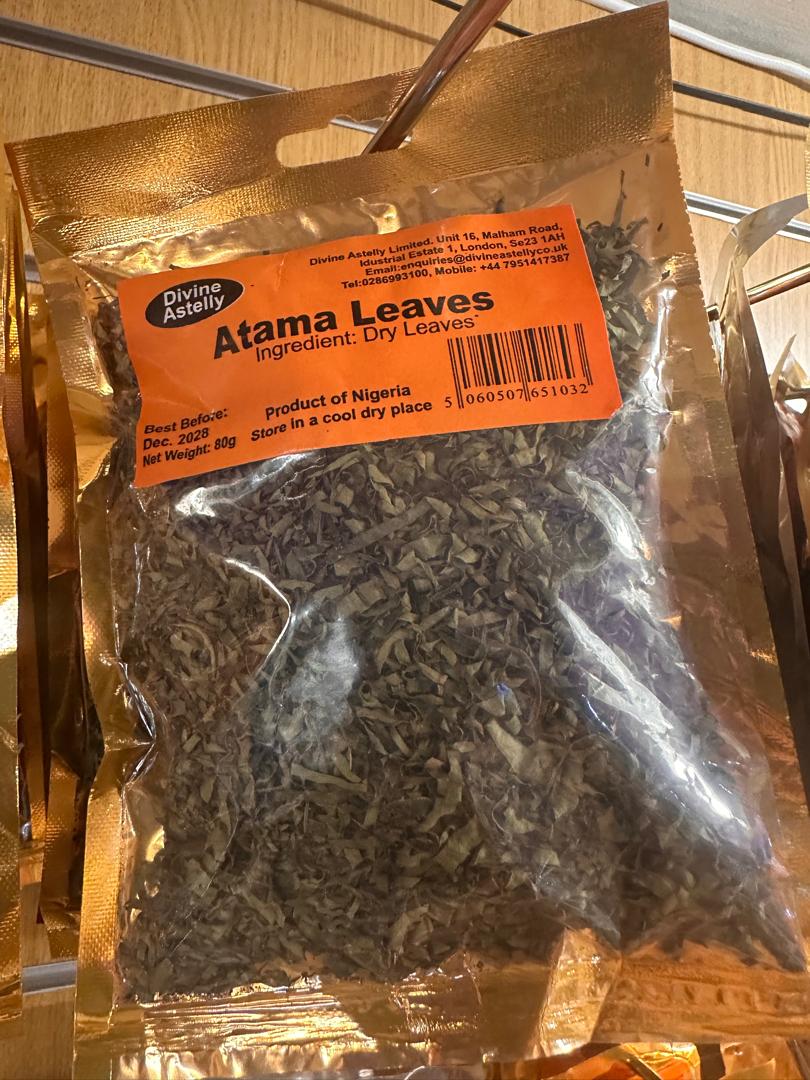 Divine Astelly Limited. Unit 16, Malham Road,
Idustrial Estate 1, London, Se23 1AH
Email:enquiries@divineastellyco.uk
Tel:0286993100, Mobile: +44 7951417387
Divine
Astelly
Atama Leaves
Ingredient: Dry Leaves
Best Before:
Dec. 2028
Net Weight: 80g
Product of Nigeria
Store in a cool dry place
5 060507 651032